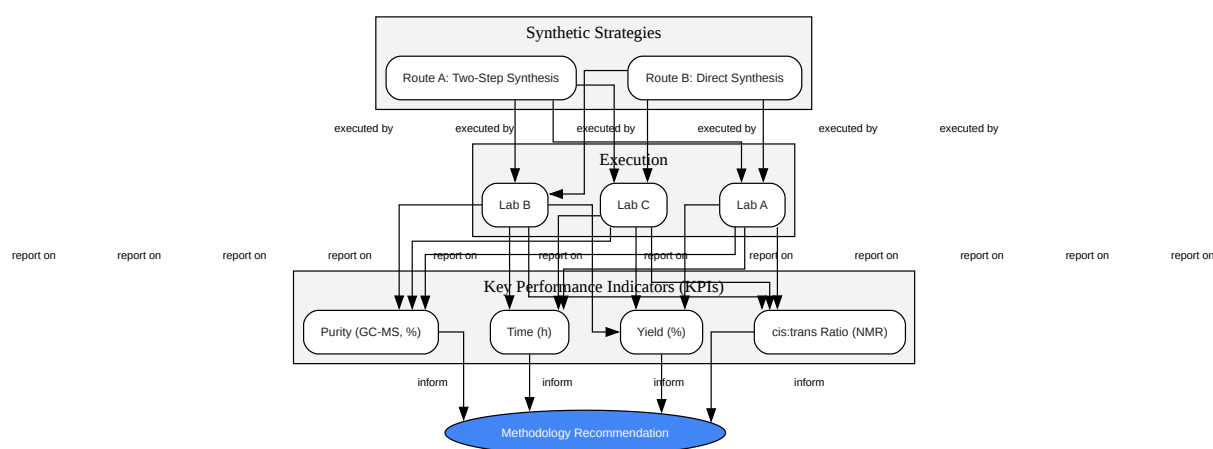 Synthetic Strategies
Route A: Two-Step Synthesis
Route B: Direct Synthesis
executed by
executed by
executed by
executed by
executed by
executed by
Execution
Lab B
Lab C
Lab A
report on
report on
report on
report on
report on
report on
report on
report on
report on
report on
report on
report on
Key Performance Indicators (KPIs)
Purity (GC-MS, %)
Time (h)
Yield (%)
cis:trans Ratio (NMR)
inform
inform
inform
inform
Methodology Recommendation